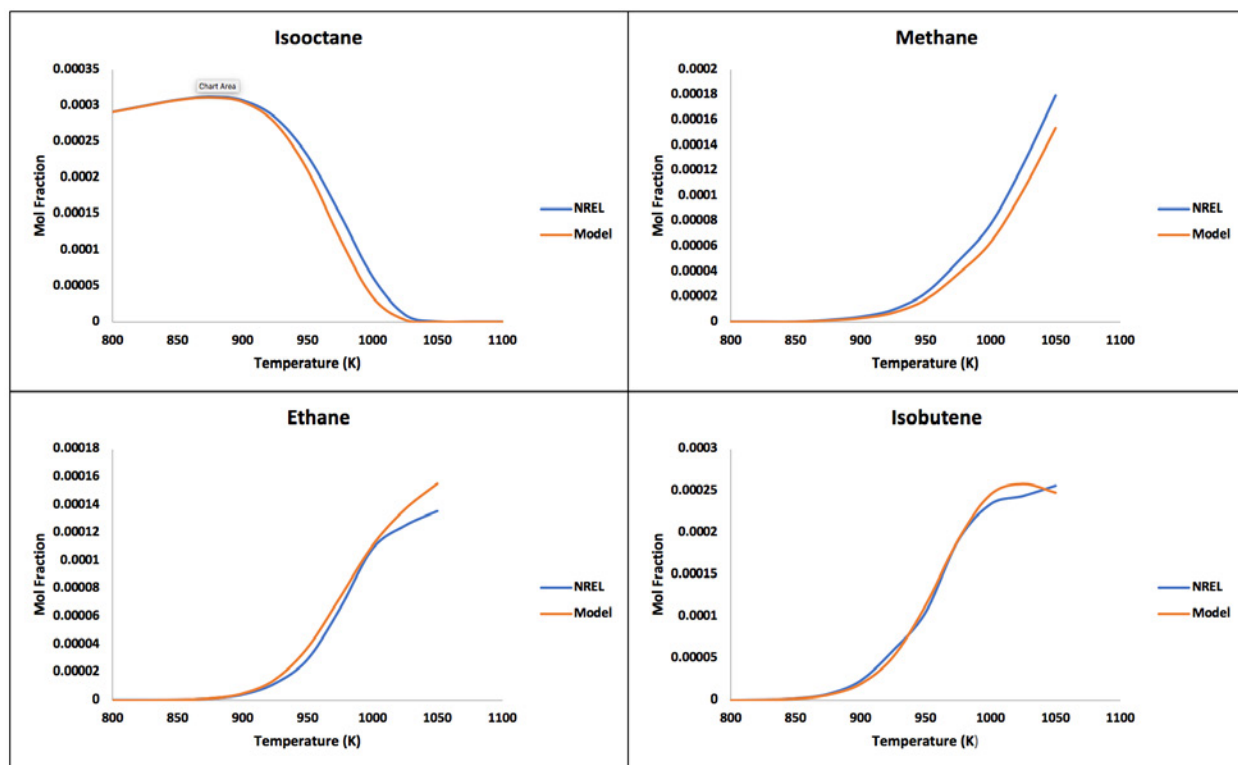 Isooctane
0.00035
Chart Area
0.0003
0.00025
0.0002
0.00015
0.0001
0.00005
0
Mol Fraction
800 850 900 950 1000 1050 1100
Temperature (K)
NREL
Model
Methane
0.0002
0.00018
0.00016
0.00014
0.00012
0.0001
0.00008
0.00006
0.00004
0.00002
0
Mol Fraction
800 850 900 950 1000 1050 1100
Temperature (K)
NREL
Model
Ethane
0.00018
0.00016
0.00014
0.00012
0.0001
0.00008
0.00006
0.00004
0.00002
0
Mol Fraction
800 850 900 950 1000 1050 1100
Temperature (K)
NREL
Model
Isobutene
0.0003
0.00025
0.0002
0.00015
0.0001
0.00005
0
Mol Fraction
800 850 900 950 1000 1050 1100
Temperature (K)
NREL
Model